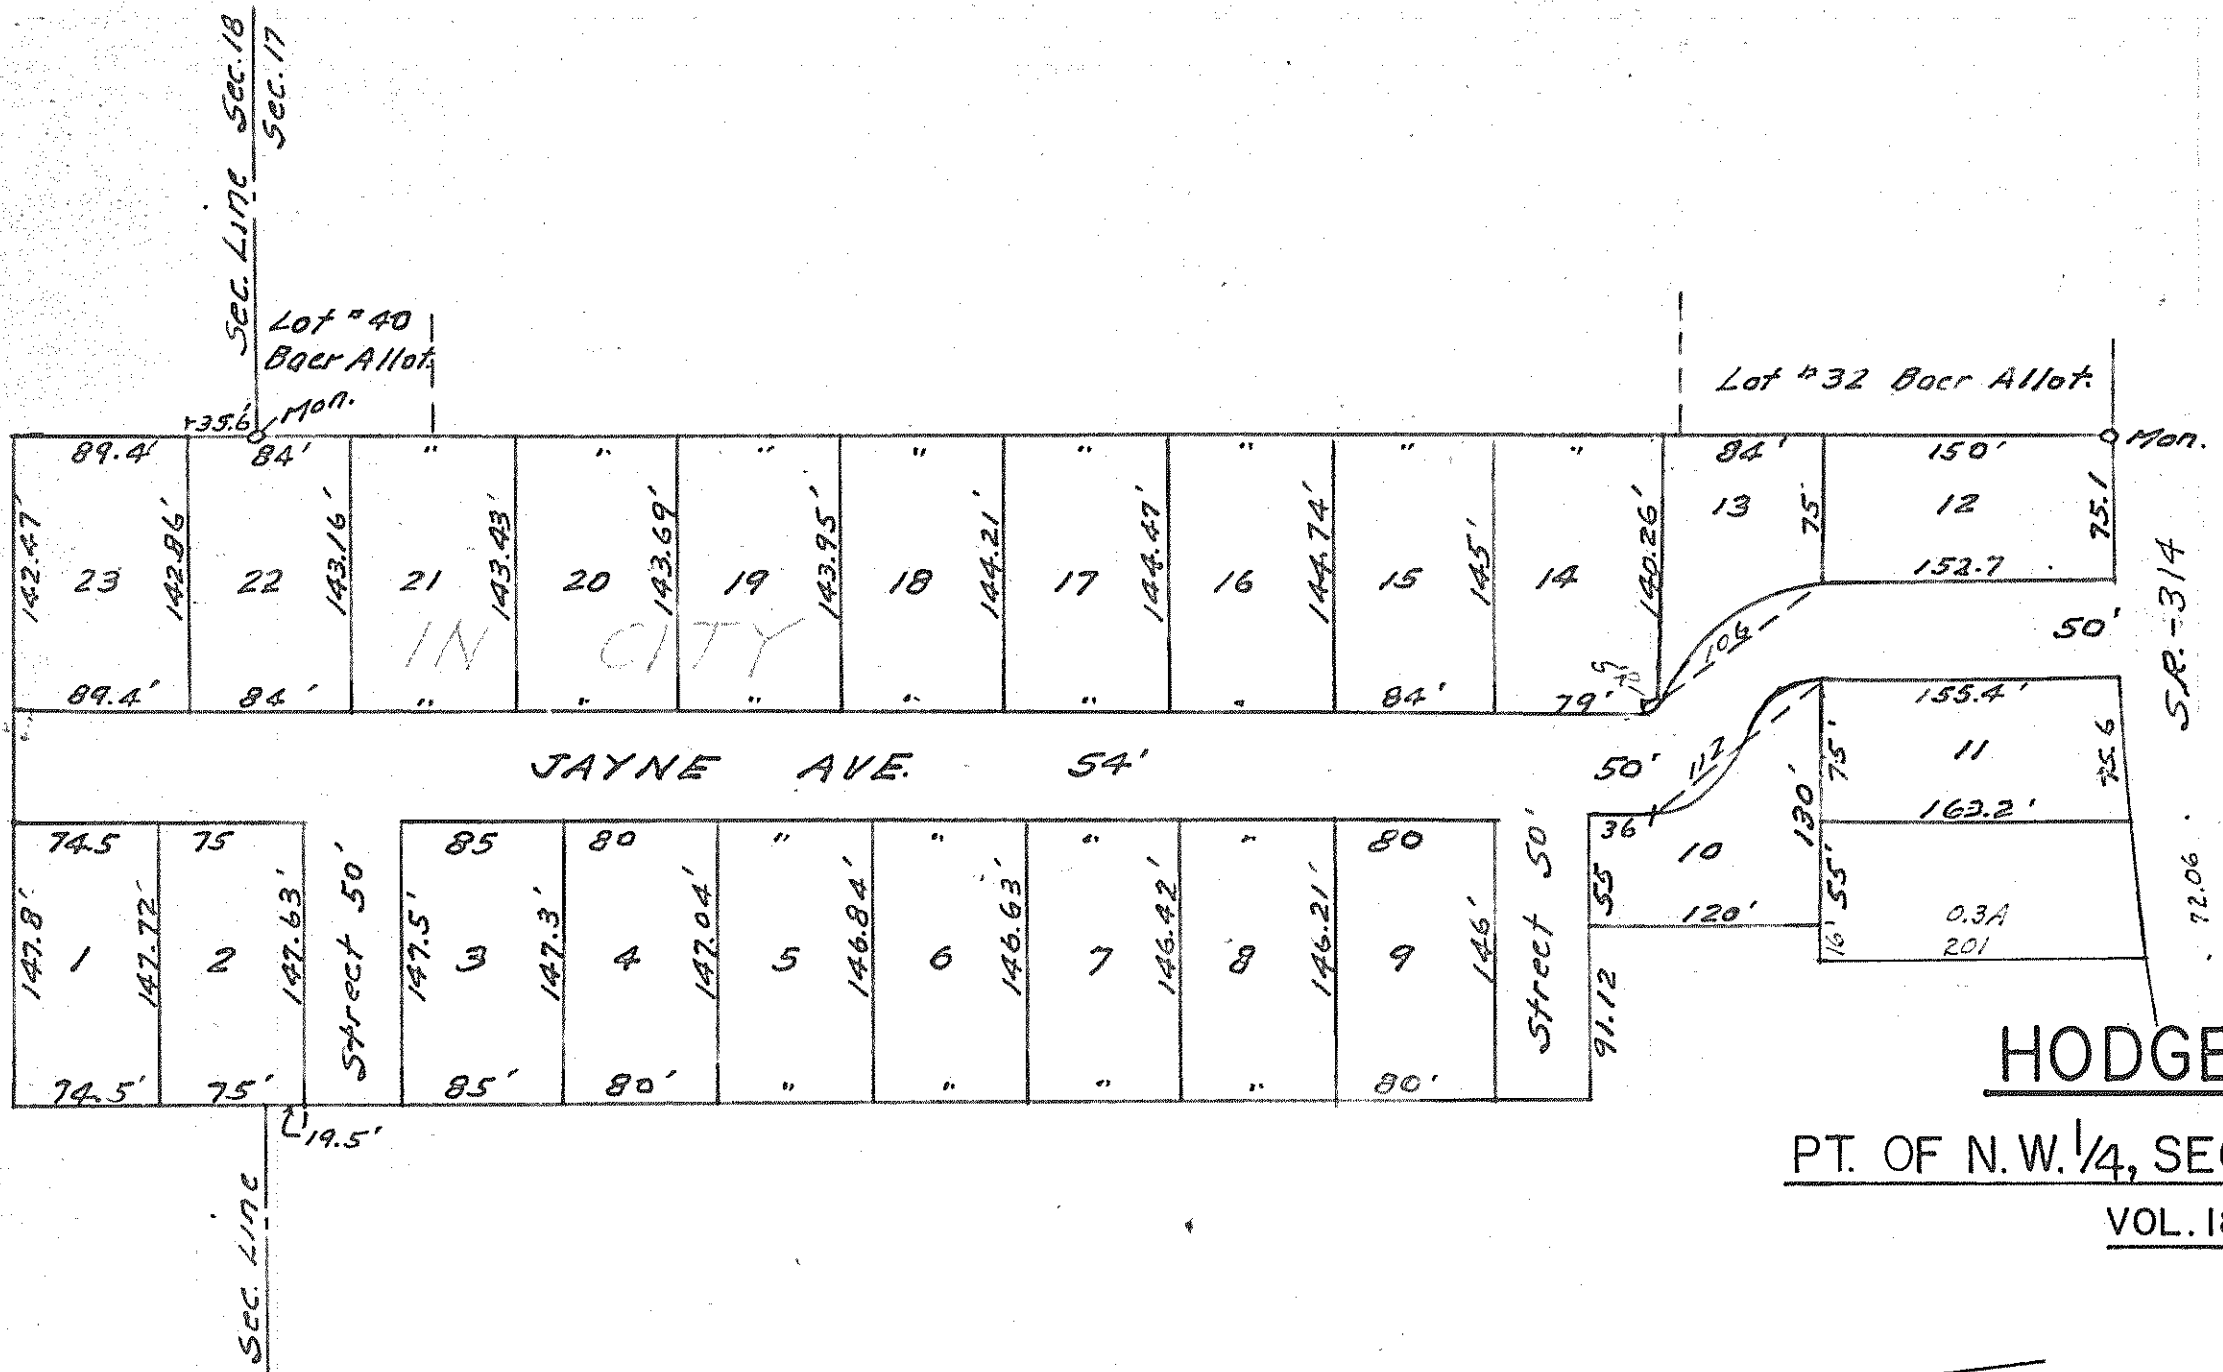 Sec. Line Sec. 18
Sec. 17
Lot #40
Baer Allot.
Lot #32 Baer Allot.
35.6' Mon.
Mon.
89.4' 84' " " " " " " " " 84' 150'
142.47' 142.86' 143.16' 143.43' 143.69' 143.95' 144.21' 144.47' 144.74' 145' 140.26' 75' 75.1
13 12
23 22 21 20 19 18 17 16 15 14
152.7
IN CITY
106
50'
S.R.-314
89.4' 84' " " " " " " 84' 79'
JAYNE AVE. 54'
50'
112
155.4'
75' 11 75.6
163.2'
74.5 75 85 80 " " " " 80
36
10 130'
55 120' 55'
16'
0.3A
201
72.06
147.8' 147.72' 147.63' Street 50' 147.5' 147.3' 147.04' 146.84' 146.63' 146.42' 146.21' 146' Street 50' 91.12
1 2 3 4 5 6 7 8 9
74.5' 75' 85' 80' " " " " 80'
19.5'
Sec. Line
HODGE
PT. OF N.W. 1/4, SEC
VOL. 18